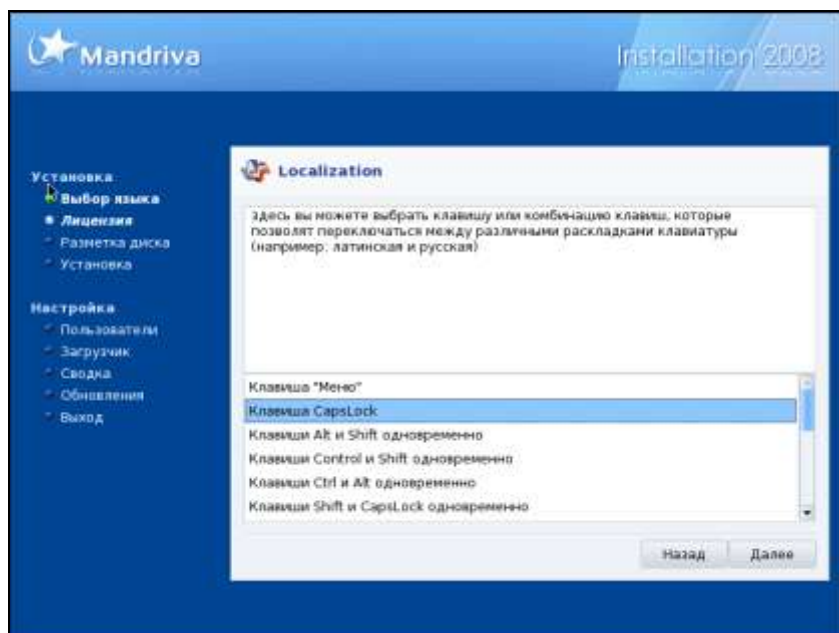 Mandriva
Installation 2008
Установка
Выбор языка
Лицензия
Разметка диска
Установка
Настройка
Пользователи
Загрузчик
Сводка
Обновления
Выход
Localization
здесь вы можете выбрать клавишу или комбинацию клавиш, которые
позволят переключаться между различными раскладками клавиатуры
(например: латинская и русская)
Клавиша "Меню"
Клавиша CapsLock
Клавиши Alt и Shift одновременно
Клавиши Control и Shift одновременно
Клавиши Ctrl и Alt одновременно
Клавиши Shift и CapsLock одновременно
Назад
Далее